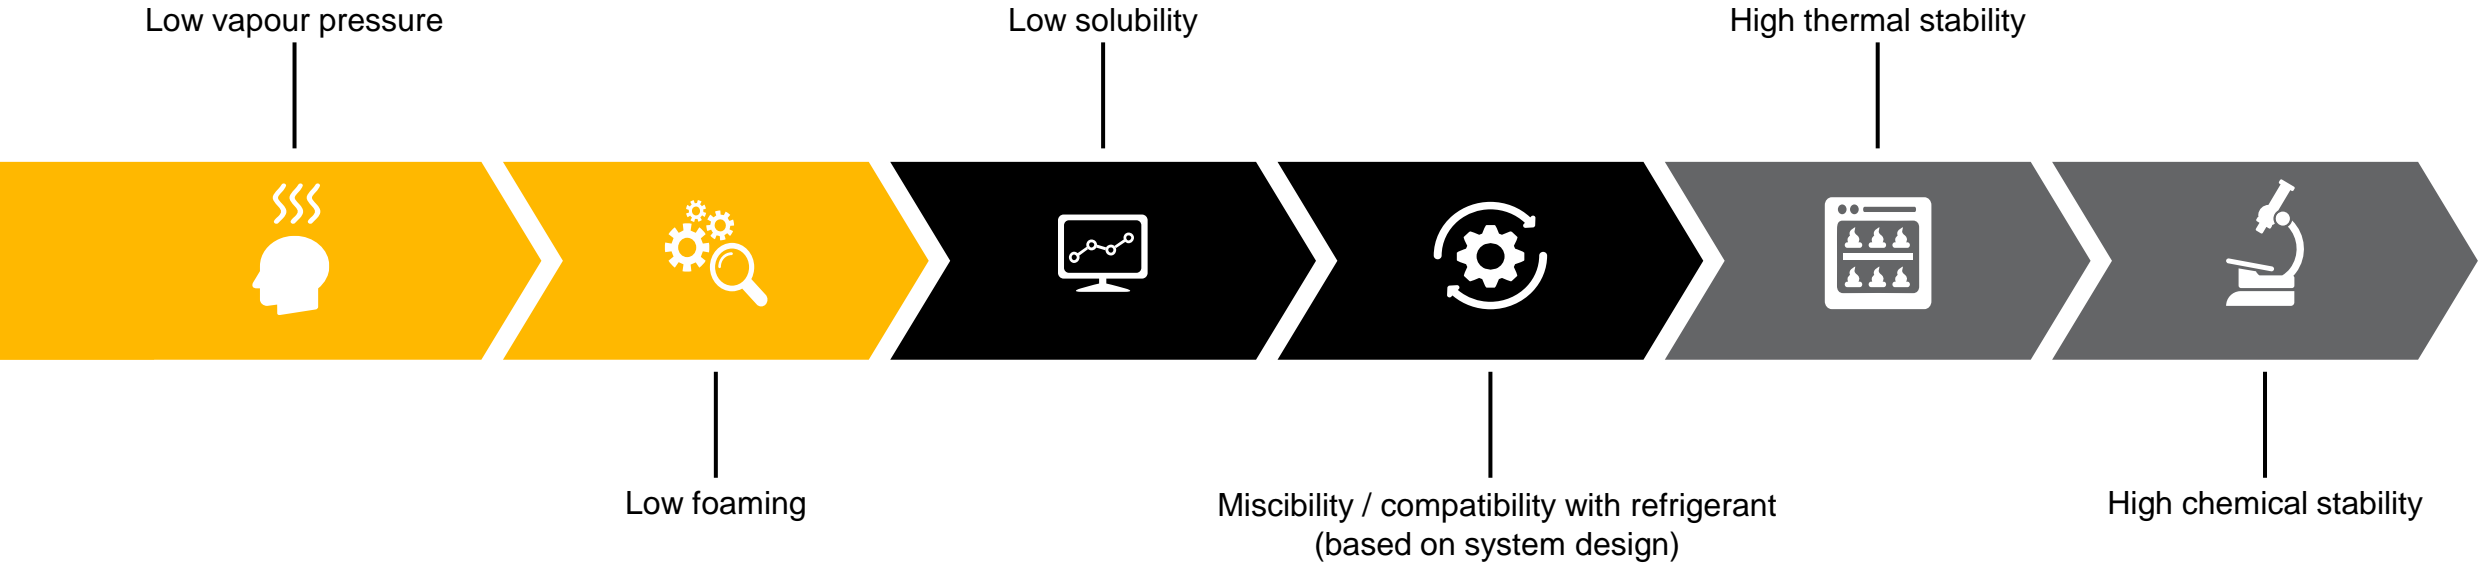 Low vapour pressure
Low solubility
High thermal stability
Low foaming
Miscibility / compatibility with refrigerant
(based on system design)
High chemical stability